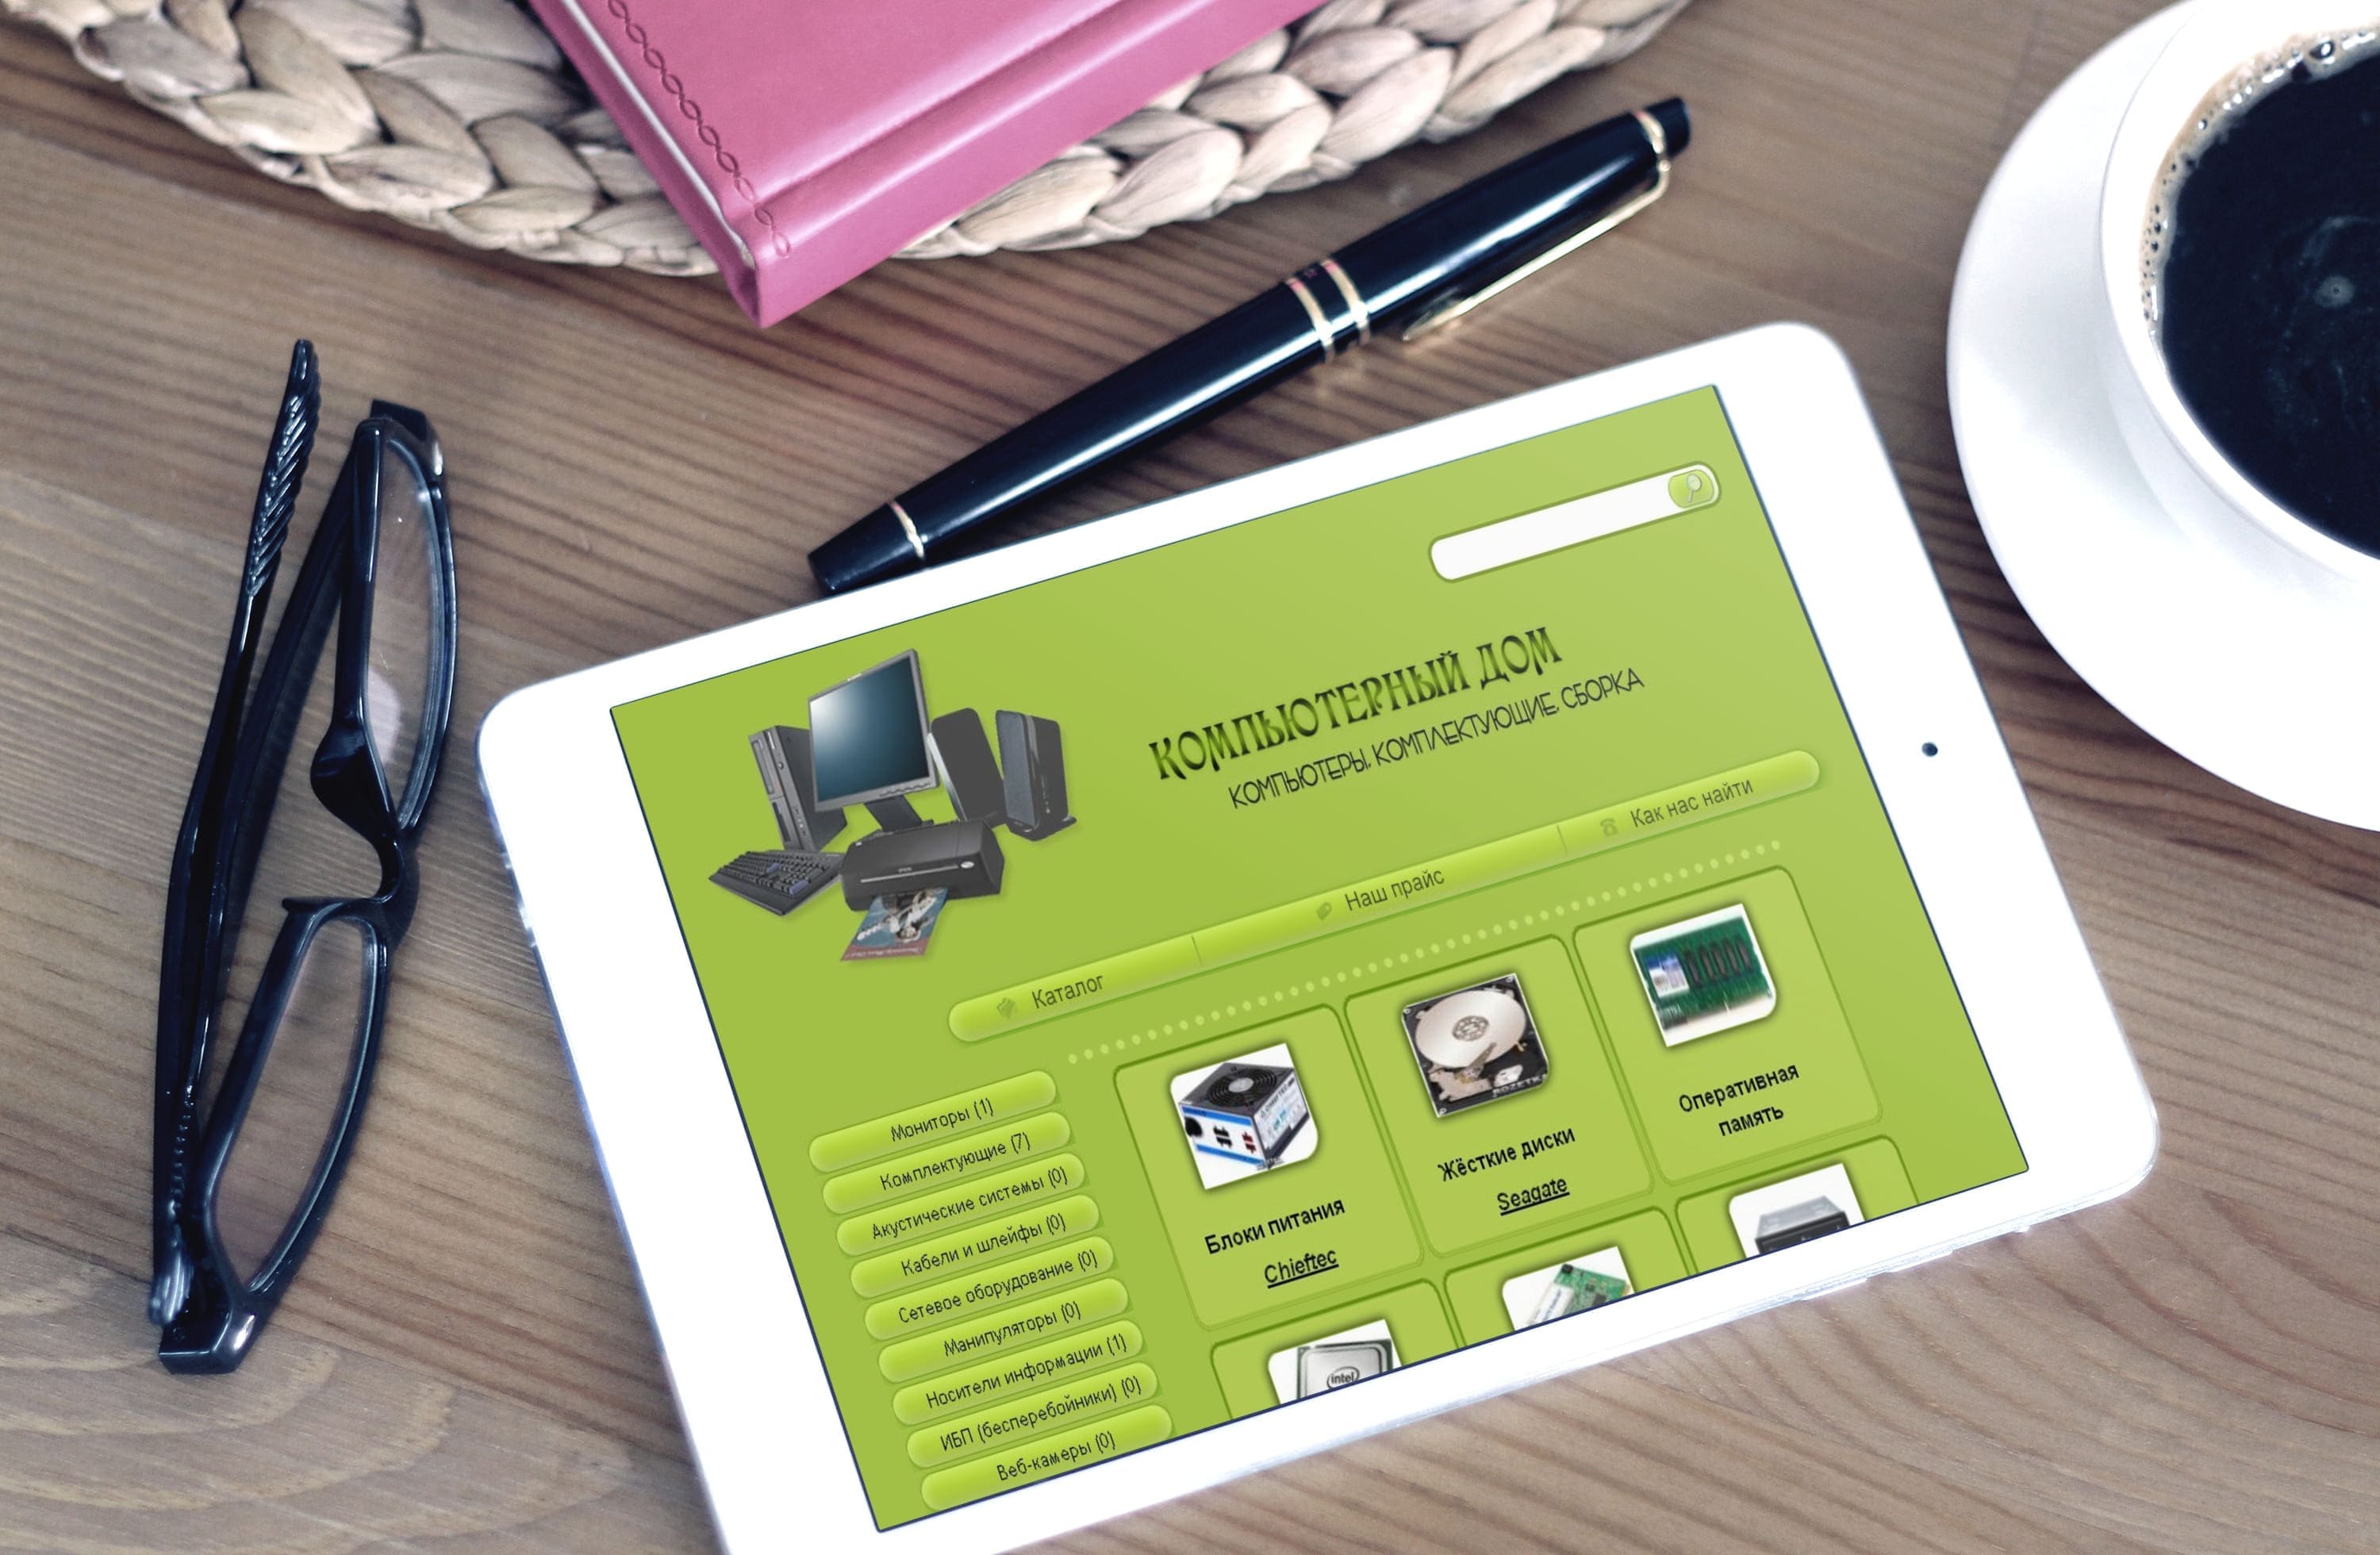 КОМПЬЮТЕРНЫЙ ДОМ
КОМПЬЮТЕРЫ, КОМПЛЕКТУЮЩИЕ, СБОРКА
Каталог
Наш прайс
Как нас найти
Мониторы (1)
Комплектующие (7)
Акустические системы (0)
Кабели и шлейфы (0)
Сетевое оборудование (0)
Манипуляторы (0)
Носители информации (1)
ИБП (бесперебойники) (0)
Веб-камеры (0)
Блоки питания
Chieftec
ROZETKA
Жёсткие диски
Seagate
Оперативная
память
intel